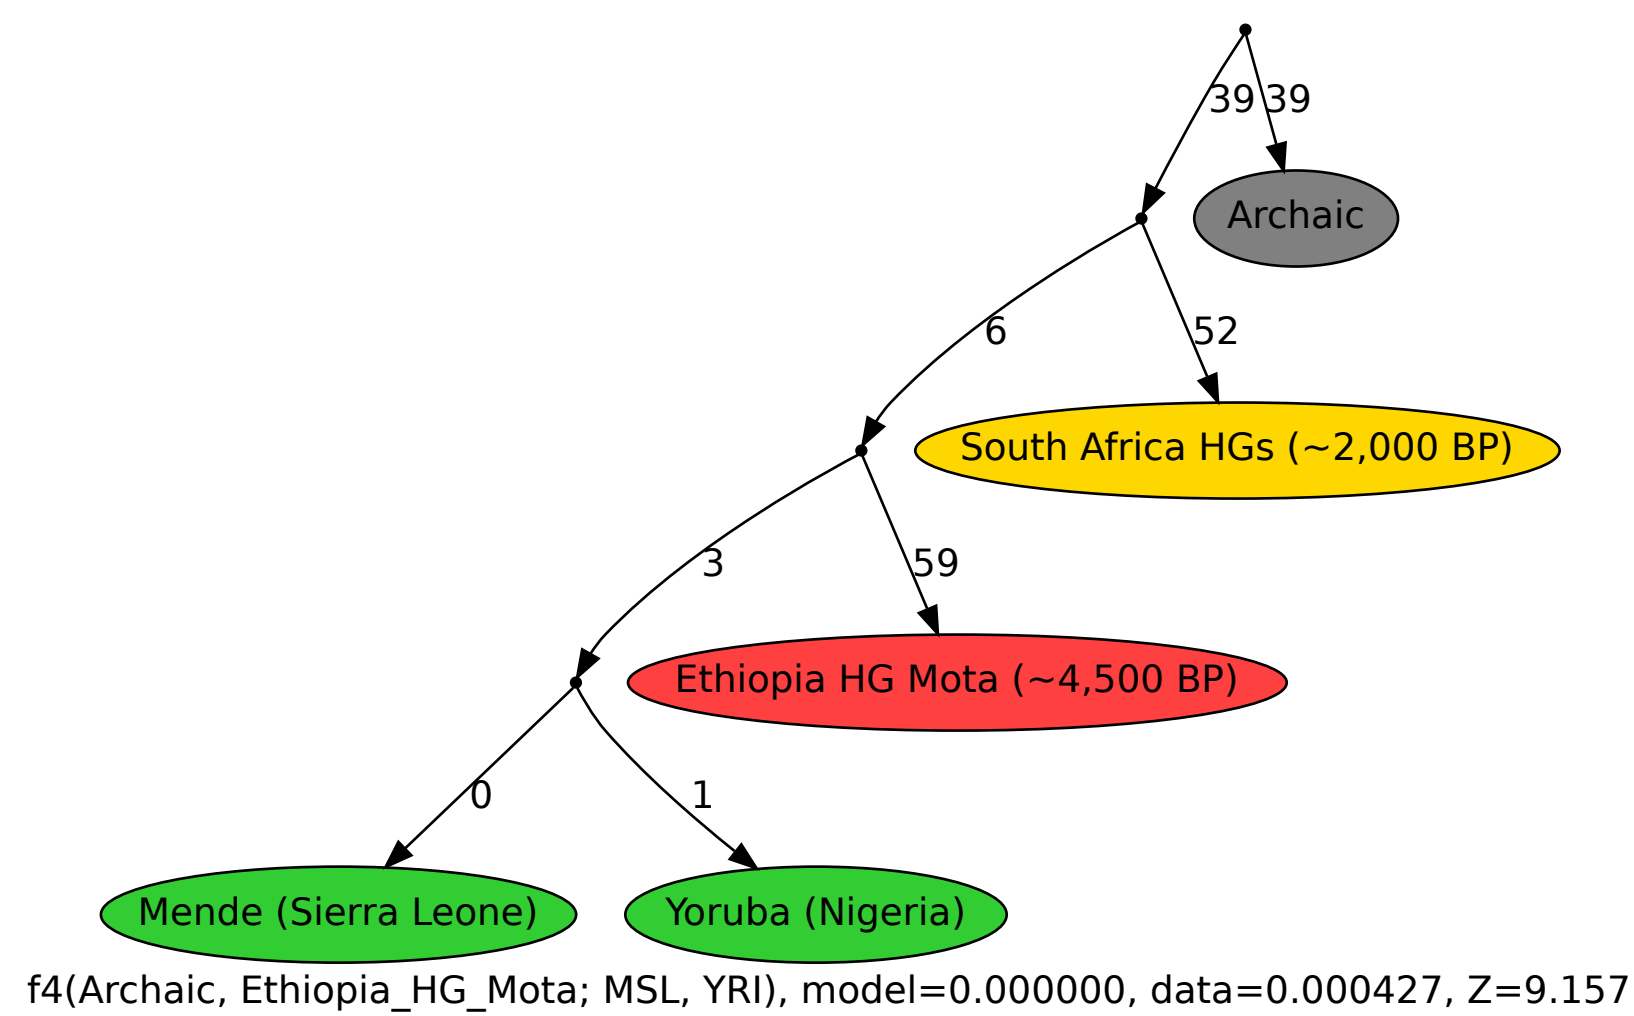 39 39
Archaic
6 52
South Africa HGs (~2,000 BP)
3 59
Ethiopia HG Mota (~4,500 BP)
0 1
Mende (Sierra Leone) Yoruba (Nigeria)
f4(Archaic, Ethiopia_HG_Mota; MSL, YRI), model=0.000000, data=0.000427, Z=9.157